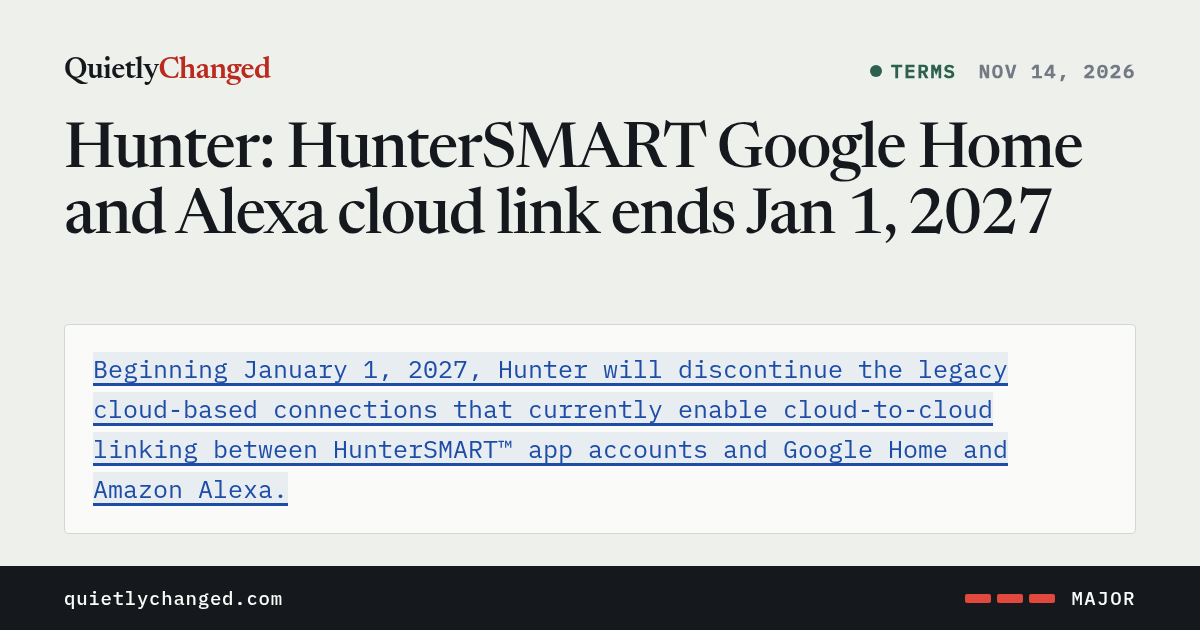 QuietlyChanged
TERMS NOV 14, 2026
Hunter: HunterSMART Google Home
and Alexa cloud link ends Jan 1, 2027
Beginning January 1, 2027, Hunter will discontinue the legacy
cloud-based connections that currently enable cloud-to-cloud
linking between HunterSMART™ app accounts and Google Home and
Amazon Alexa.
quietlychanged.com
MAJOR